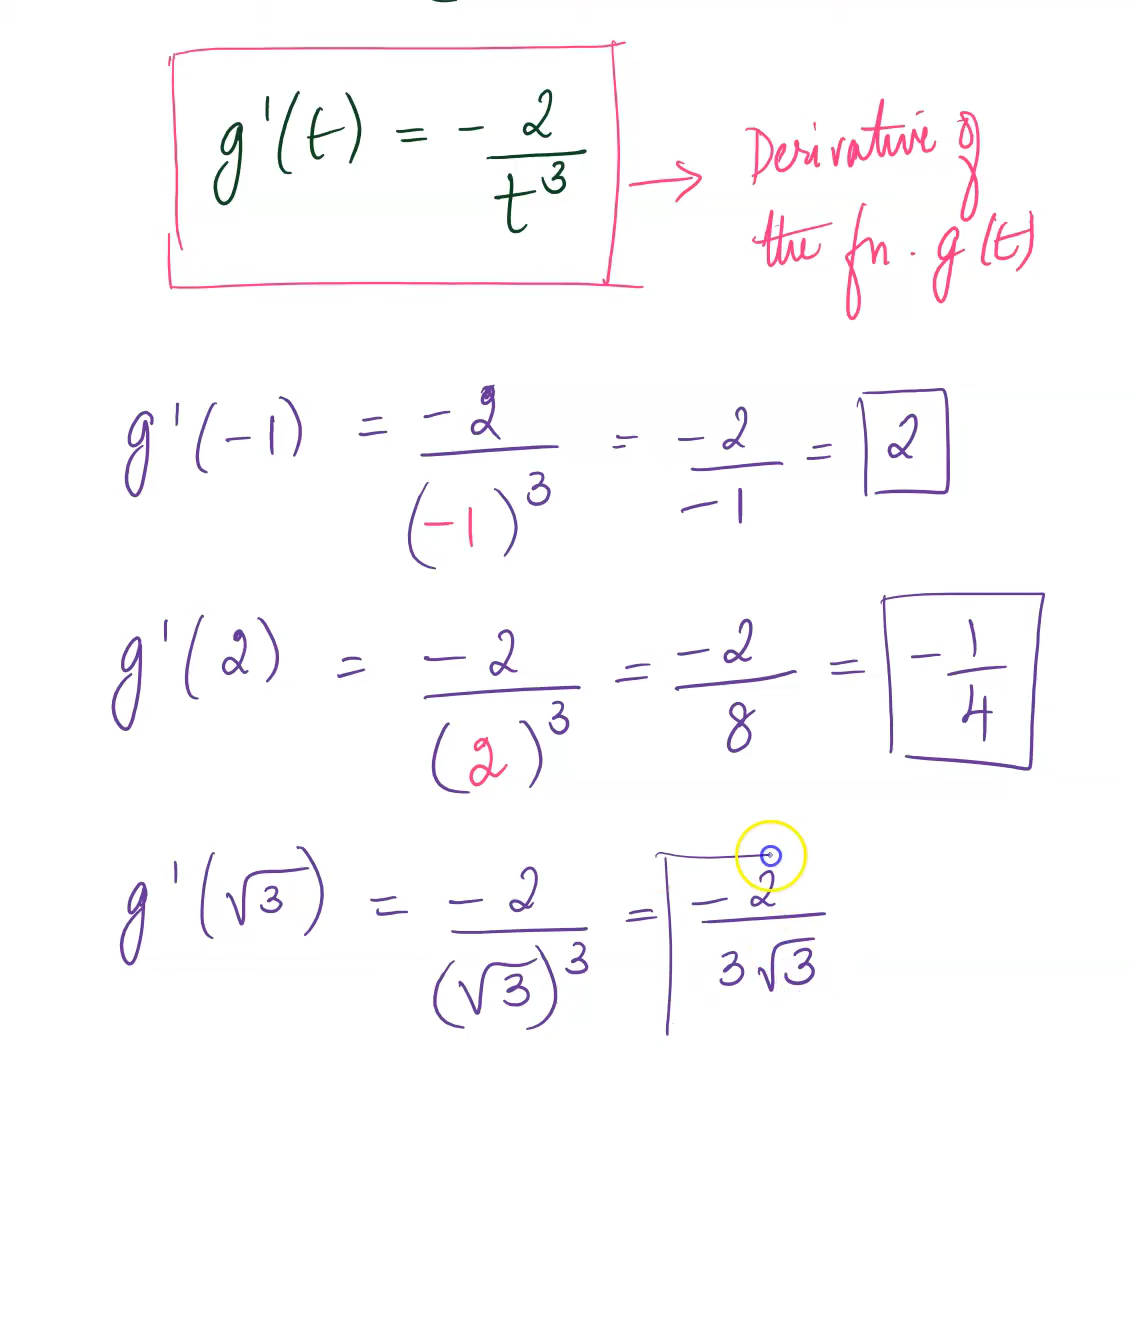 g'(t) = - 2/t³ → Derivative of
the fn. g(t)
g'(-1) = -2/(-1)³ = -2/-1 = 2
g'(2) = -2/(2)³ = -2/8 = -1/4
g'(√3) = -2/(√3)³ = -2/3√3